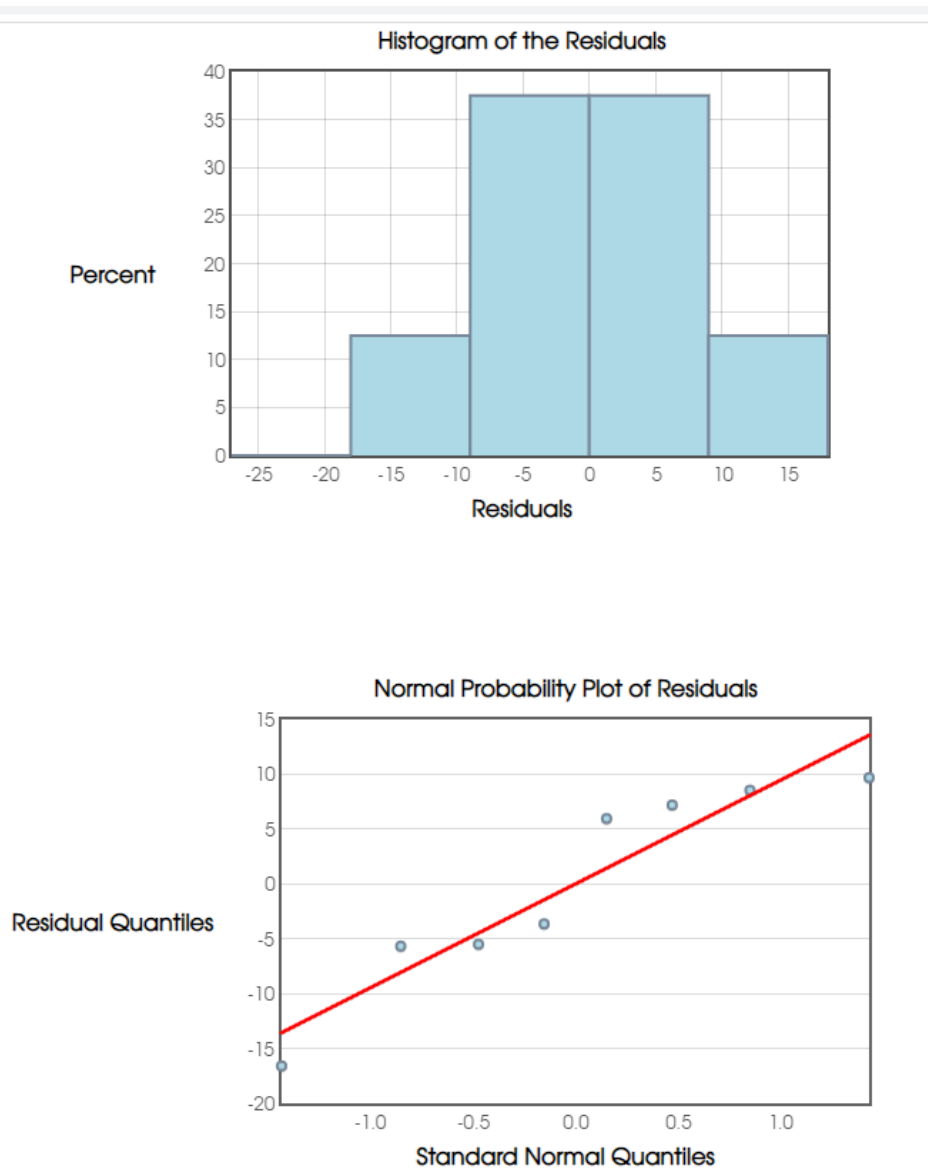 Histogram of the Residuals
40
35
30
25
20
15
10
5
0
Percent
-25 -20 -15 -10 -5 0 5 10 15
Residuals
Normal Probability Plot of Residuals
15
10
5
0
-5
-10
-15
-20
Residual Quantiles
-1.0 -0.5 0.0 0.5 1.0
Standard Normal Quantiles